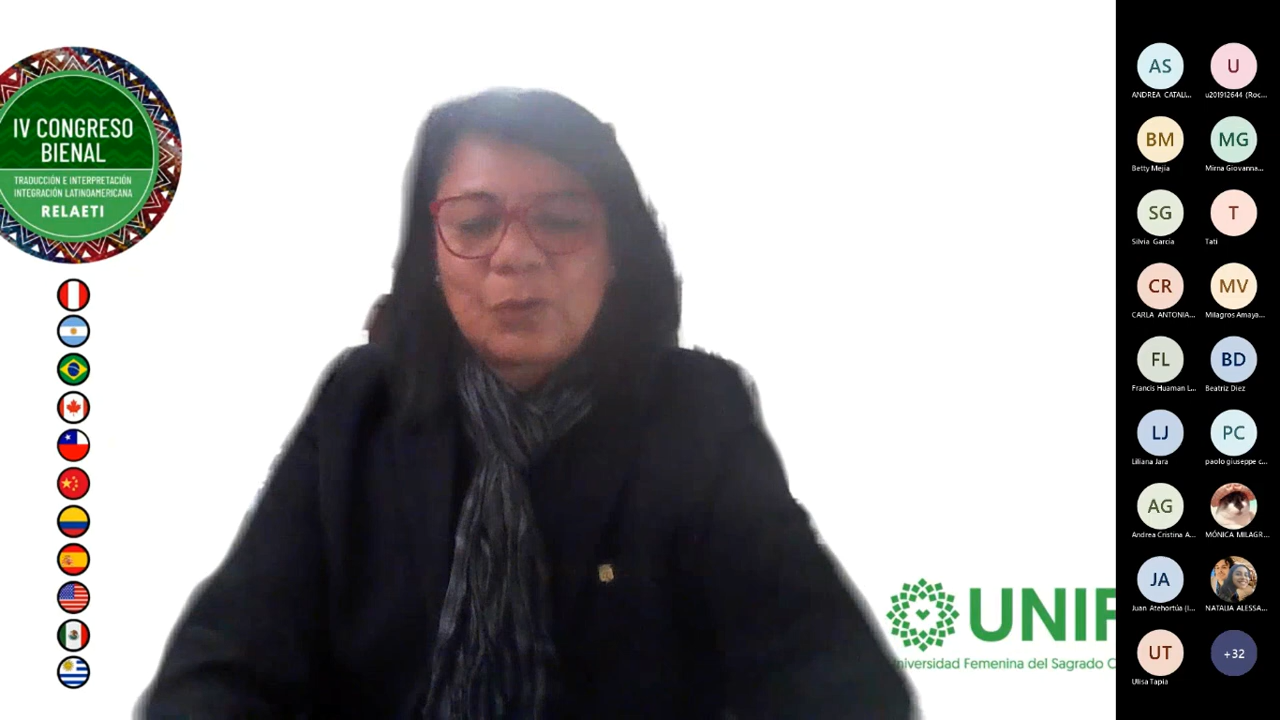 IV CONGRESO
BIENAL
TRADUCCIÓN E INTERPRETACIÓN
INTEGRACIÓN LATINOAMERICANA
RELAETI
UNIF
niversidad Femenina del Sagrado C
AS
ANDREA CATALI...
U
u201912644 (Roc...
BM
Betty Mejía
MG
Mirna Giovanna...
SG
Silvia García
T
Tati
CR
CARLA ANTONIA...
MV
Milagros Amaya...
FL
Francis Huaman L...
BD
Beatriz Diez
LJ
Liliana Jara
PC
paolo giuseppe c...
AG
Andrea Cristina A...
MÓNICA MILAGR...
JA
Juan Atehortúa (I...
NATALIA ALESSA...
UT
Ulisa Tapia
+32